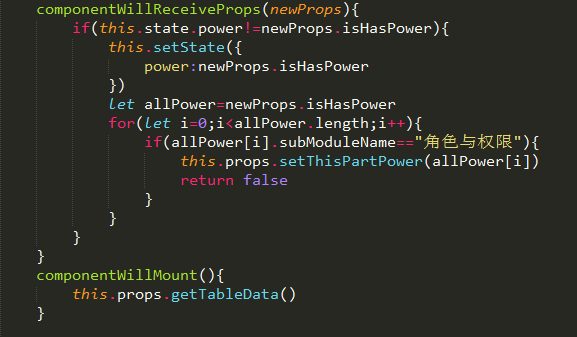 componentWillReceiveProps(newProps){
if(this.state.power!=newProps.isHasPower){
this.setState({
power:newProps.isHasPower
})
let allPower=newProps.isHasPower
for(let i=0;i<allPower.length;i++){
if(allPower[i].subModuleName=="角色与权限"){
this.props.setThisPartPower(allPower[i])
return false
}
}
}
}
componentWillMount(){
this.props.getTableData()
}